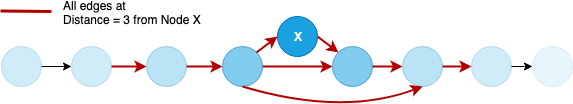 All edges at
Distance = 3 from Node X
x